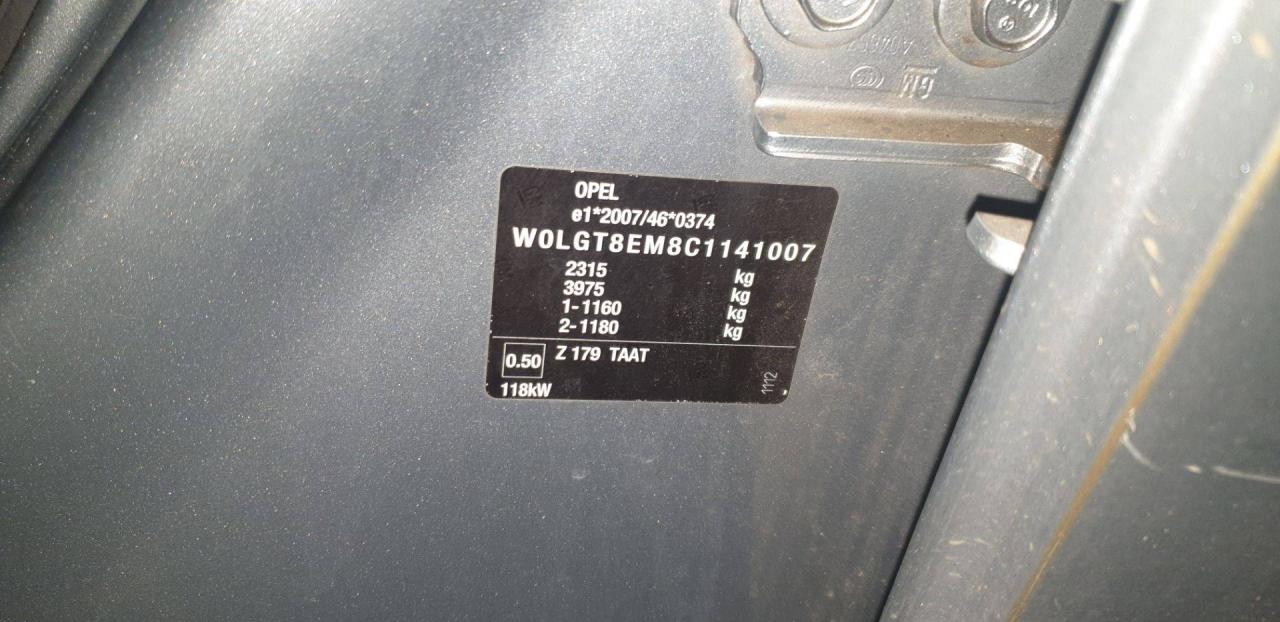 GM
OPEL
e1*2007/46*0374
W0LGT8EM8C1141007
2315 kg
3975 kg
1-1160 kg
2-1180 kg
0.50 Z 179 TAAT
118kW
1112